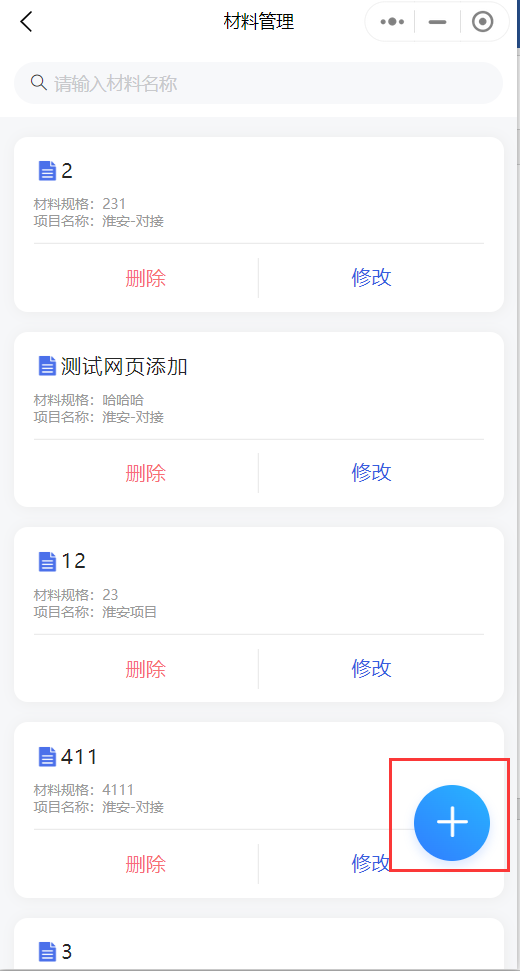 材料管理
请输入材料名称
2
材料规格：231
项目名称：淮安-对接
删除 修改
测试网页添加
材料规格：哈哈哈
项目名称：淮安-对接
删除 修改
12
材料规格：23
项目名称：淮安项目
删除 修改
411
材料规格：4111
项目名称：淮安-对接
删除 修改
3